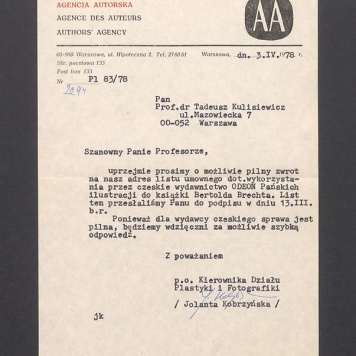 AGENCJA AUTORSKA
AGENCE DES AUTEURS
AUTHORS' AGENCY
AA
00-950 Warszawa, ul. Hipoteczna 2. Tel.
Skr. pocztowa 133
Post box 133
Warszawa, dn. 3.IV.1978 r.
Nr Pl 83/78
Pan
Prof.dr Tadeusz Kulisiewicz
ul.Mazowiecka 7
00-052 Warszawa
Szanowny Panie Profesorze,
uprzejmie prosimy o możliwie pilny zwrot
na nasz adres listu umownego dot.wykorzysta-
nia przez czeskie wydawnictwo ODEON Pańskich
ilustracji do książki Bertolda Brechta. List
ten przesłaliśmy Panu do podpisu w dniu 13.III.
b.r.
Ponieważ dla wydawcy czeskiego sprawa jest
pilna, będziemy wdzięczni za możliwie szybką
odpowiedź.
Z poważaniem
p.o. Kierownika Działu
Plastyki i Fotografiki
/ Jolanta Kobrzyńska /
jk